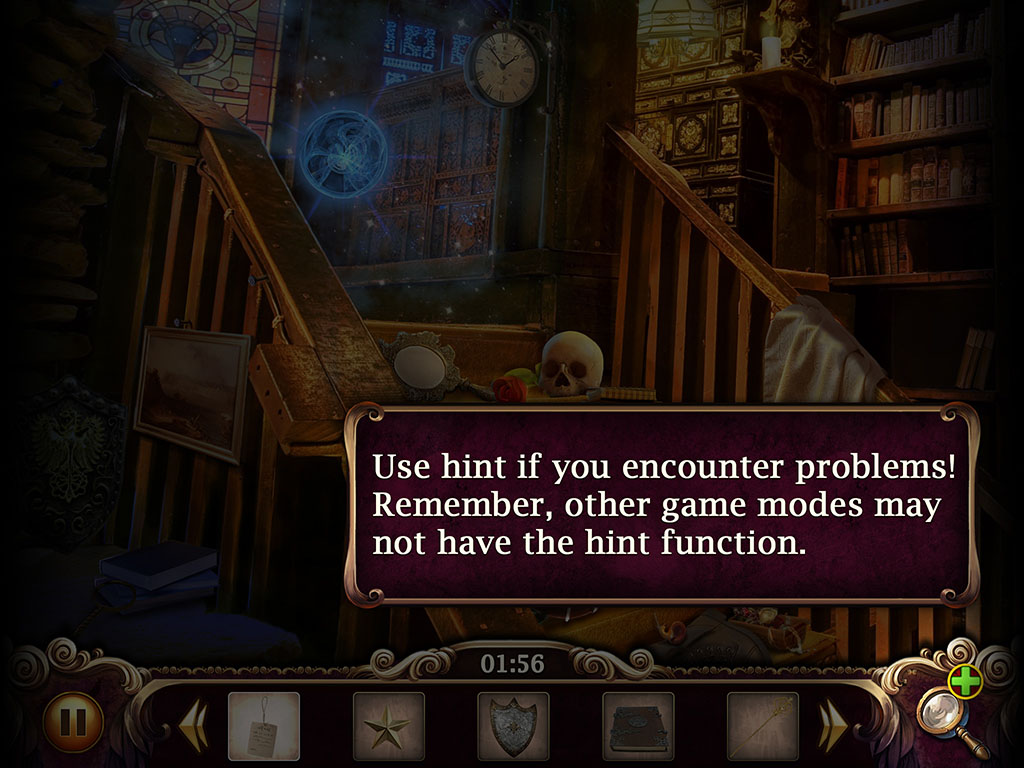 Use hint if you encounter problems!
Remember, other game modes may
not have the hint function.
01:56